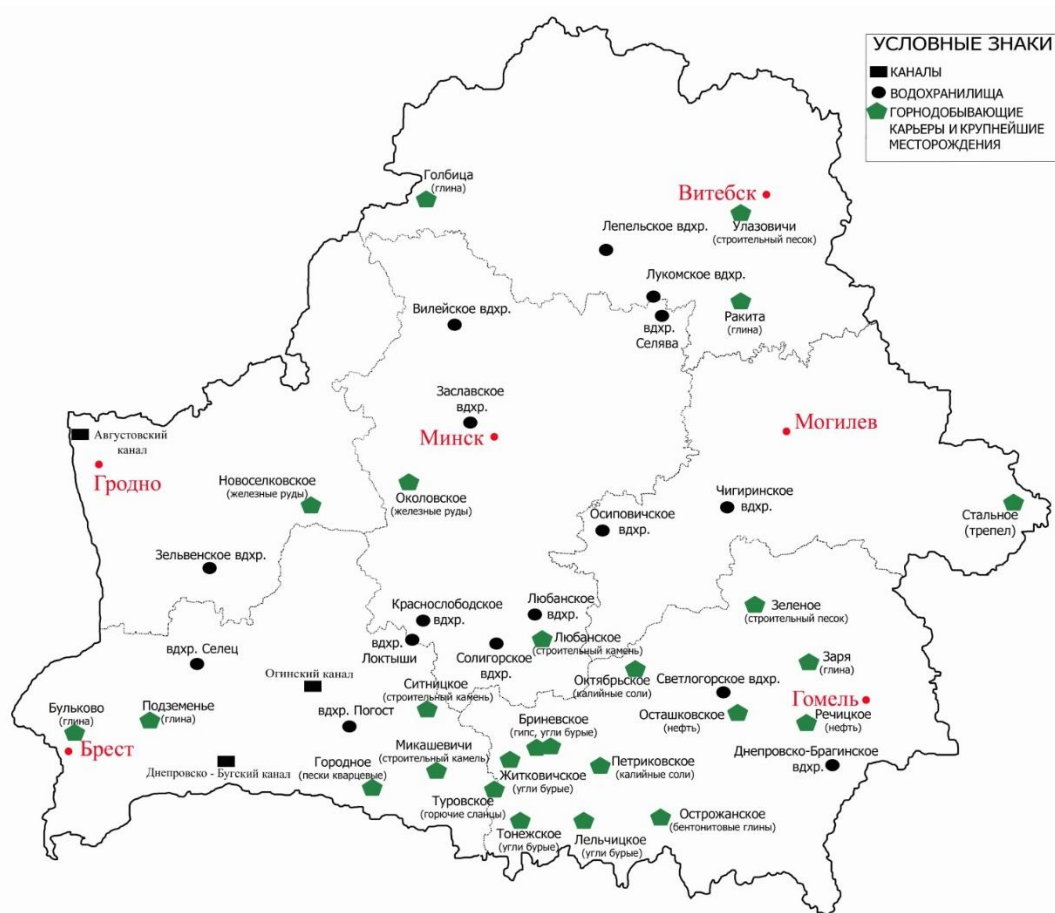 УСЛОВНЫЕ ЗНАКИ
КАНАЛЫ
ВОДОХРАНИЛИЩА
ГОРНОДОБЫВАЮЩИЕ
КАРЬЕРЫ И КРУПНЕЙШИЕ
МЕСТОРОЖДЕНИЯ
Голбица
(глина)
Витебск
Улазовичи
(строительный песок)
Лепельское вдхр.
Лукомское вдхр.
Ракита
(глина)
вдхр.
Селява
Вилейское вдхр.
Заславское
вдхр.
Минск
Могилев
Августовский
канал
Гродно
Новоселковское
(железные руды)
Околовское
(железные руды)
Осиповичское
вдхр.
Чигиринское
вдхр.
Стальное
(трепел)
Зельвенское вдхр.
Краснослободское
вдхр.
Любанское
вдхр.
Зеленое
(строительный песок)
вдхр.
Локтыши
Солигорское
вдхр.
Любанское
(строительный камень)
вдхр. Селец
Огинский канал
Ситницкое
(строительный камень)
Октябрьское
(калийные соли)
Светлогорское вдхр.
Заря
(глина)
Гомель
Бульково
(глина)
Подземенье
(глина)
вдхр. Погост
Бриневское
(гипс, угли бурые)
Осташковское
(нефть)
Речицкое
(нефть)
Брест
Днепровско - Бугский канал
Городное
(пески кварцевые)
Микашевичи
(строительный камель)
Житковичское
(угли бурые)
Петриковское
(калийные соли)
Днепровско-Брагинское
вдхр.
Туровское
(горючие сланцы)
Тонежское
(угли бурые)
Лельчицкое
(угли бурые)
Острожанское
(бентонитовые глины)